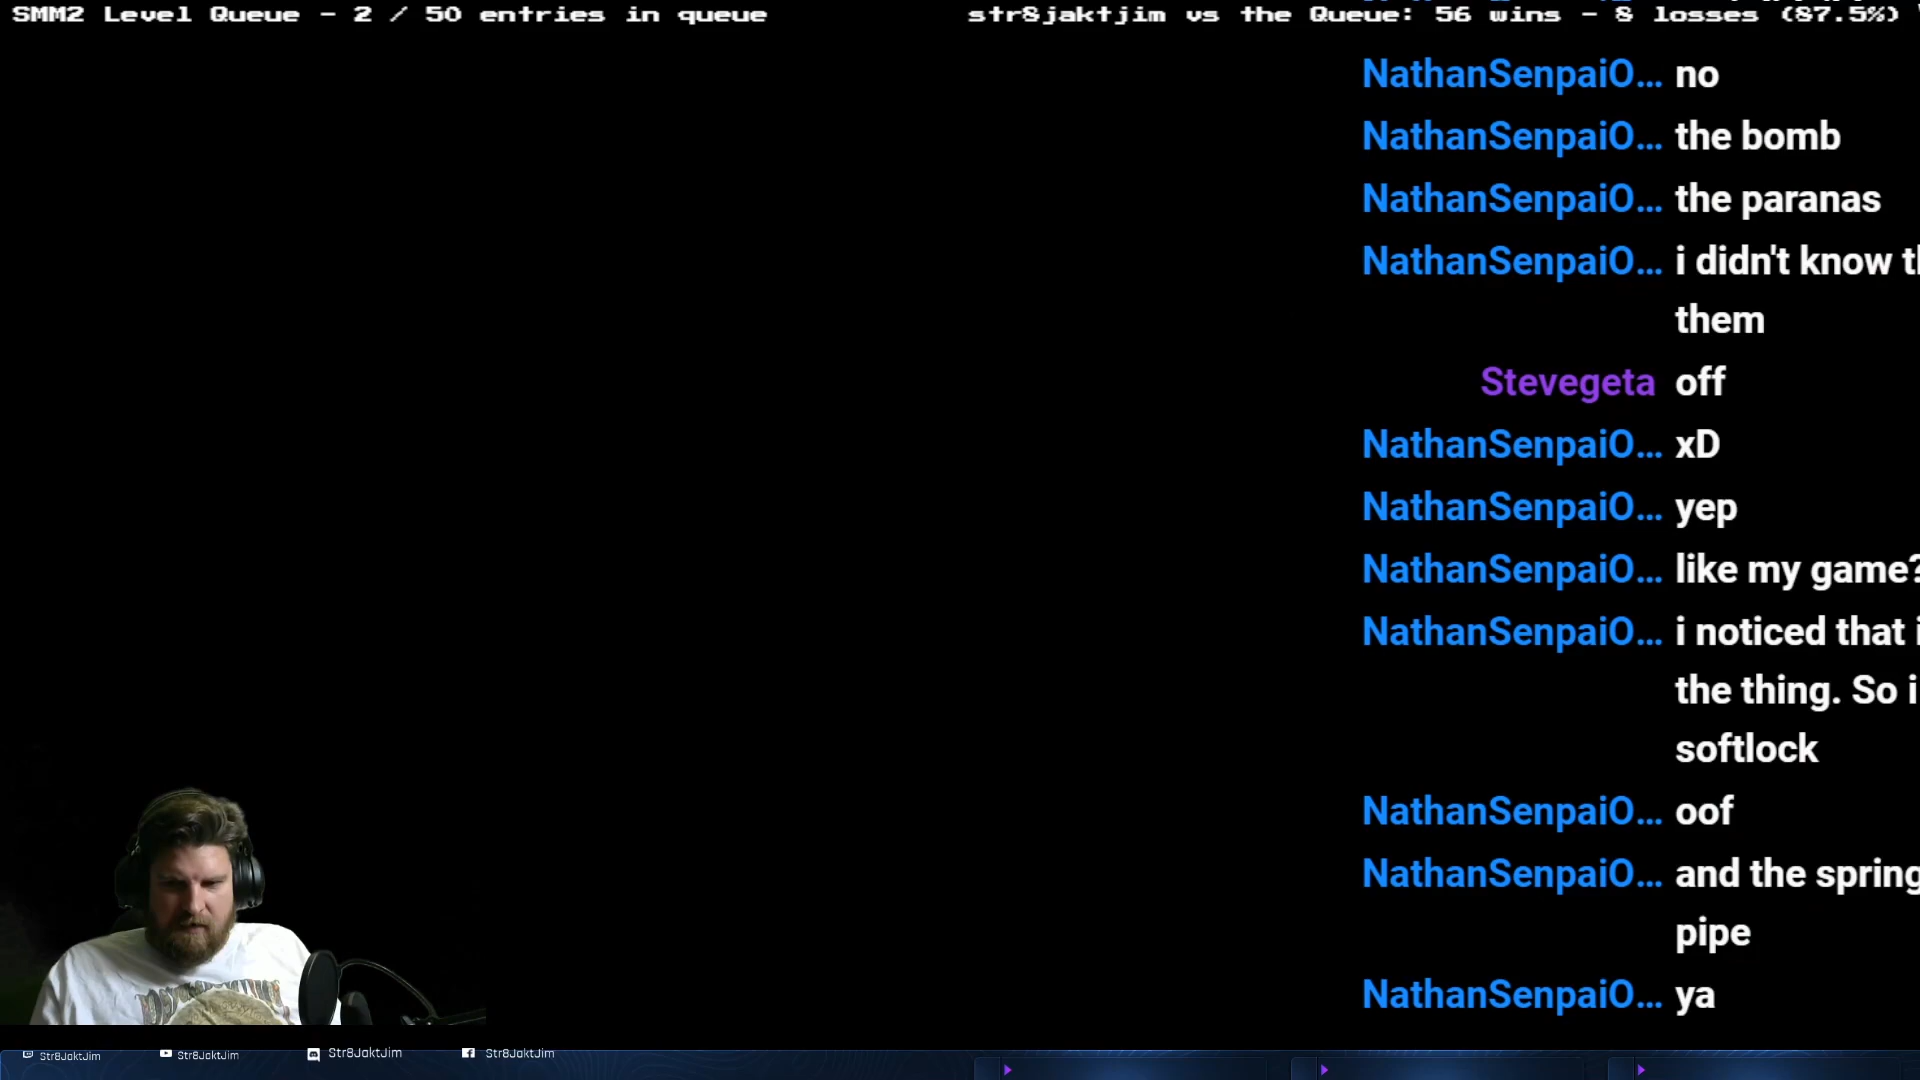 SMM2 Level Queue - 2 / 50 entries in queue
str8jaktjim vs the Queue: 56 wins - 8 losses (87.5%)
NathanSenpaiO... no
NathanSenpaiO... the bomb
NathanSenpaiO... the paranas
NathanSenpaiO... i didn't know
them
Stevegeta off
NathanSenpaiO... xD
NathanSenpaiO... yep
NathanSenpaiO... like my game?
NathanSenpaiO... i noticed that
the thing. So i
softlock
NathanSenpaiO... oof
NathanSenpaiO... and the spring
pipe
NathanSenpaiO... ya
Str8JaktJim
Str8JaktJim
Str8JaktJim
Str8JaktJim